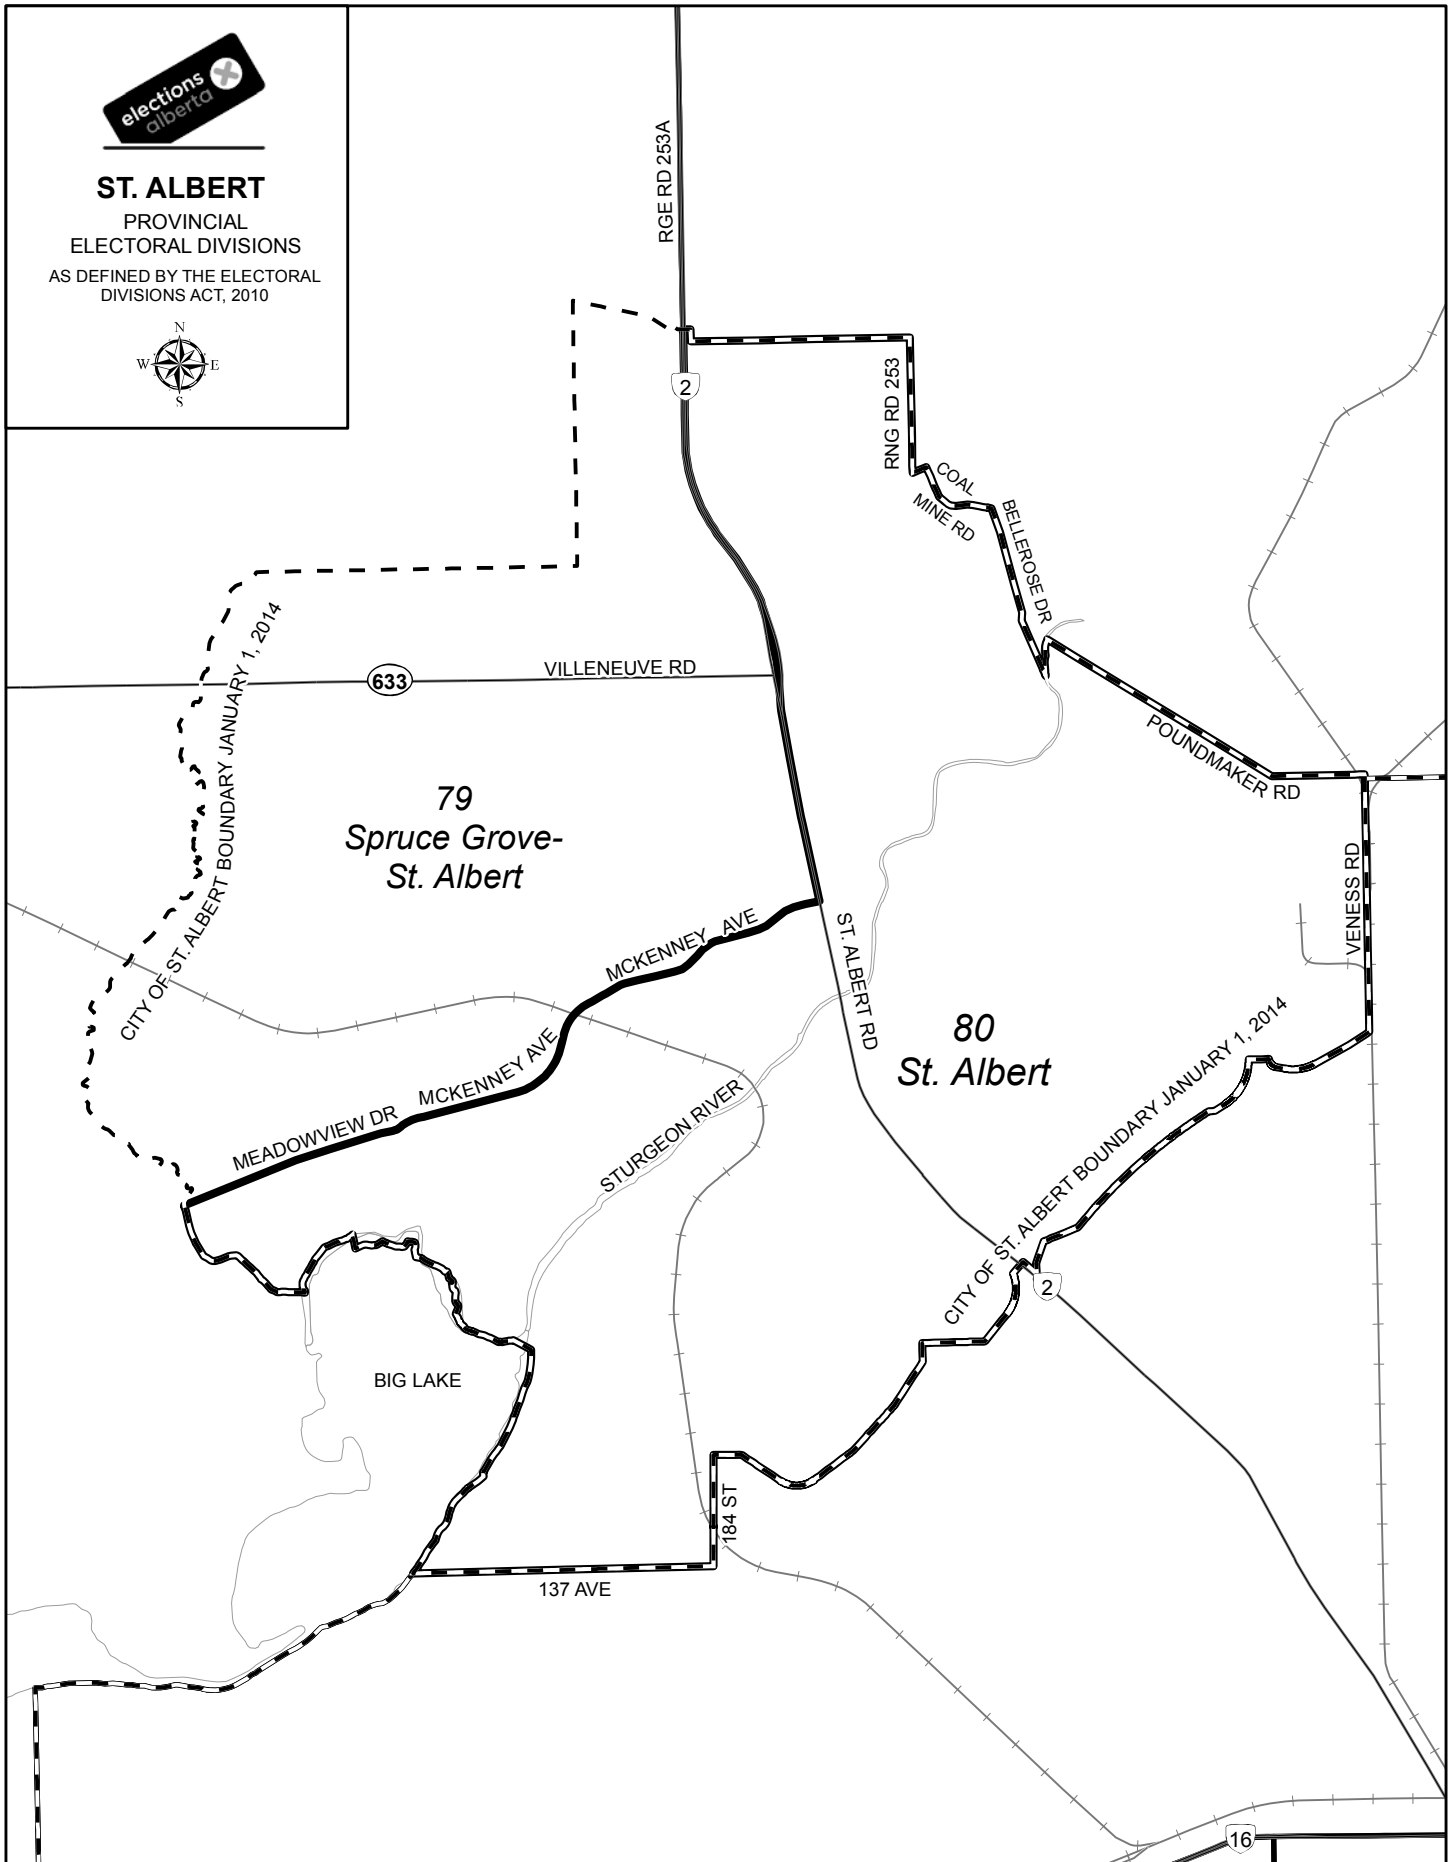 elections
alberta
ST. ALBERT
PROVINCIAL
ELECTORAL DIVISIONS
AS DEFINED BY THE ELECTORAL
DIVISIONS ACT, 2010
N
W E
S
RGE RD 253A
2
RNG RD 253
COAL
MINE RD
BELLEROSE DR
CITY OF ST. ALBERT BOUNDARY JANUARY 1, 2014
633
VILLENEUVE RD
POUNDMAKER RD
79
Spruce Grove-
St. Albert
VENESS RD
MCKENNEY AVE
ST. ALBERT RD
80
St. Albert
MCKENNEY AVE
MEADOWVIEW DR
STURGEON RIVER
CITY OF ST. ALBERT BOUNDARY JANUARY 1, 2014
2
BIG LAKE
184 ST
137 AVE
16